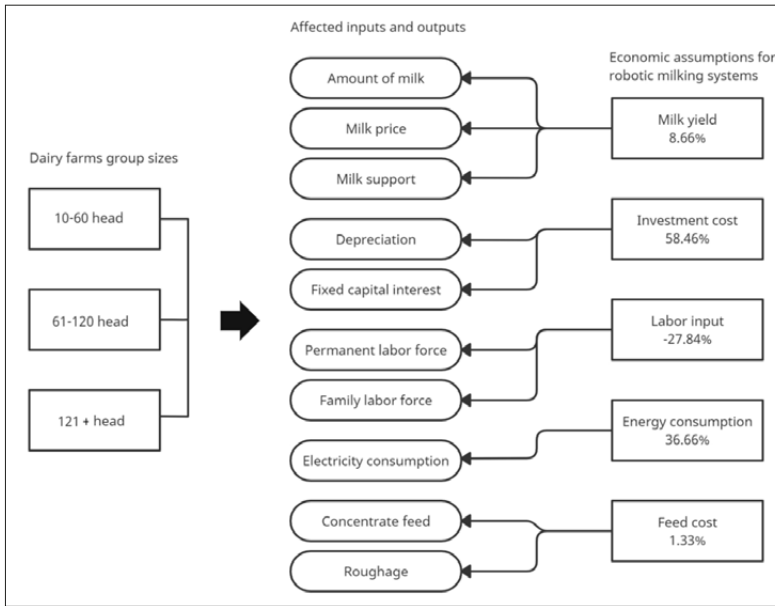 Affected inputs and outputs
Economic assumptions for
robotic milking systems
Dairy farms group sizes
10-60 head
61-120 head
121 + head
Amount of milk
Milk price
Milk support
Depreciation
Fixed capital interest
Permanent labor force
Family labor force
Electricity consumption
Concentrate feed
Roughage
Milk yield
8.66%
Investment cost
58.46%
Labor input
-27.84%
Energy consumption
36.66%
Feed cost
1.33%